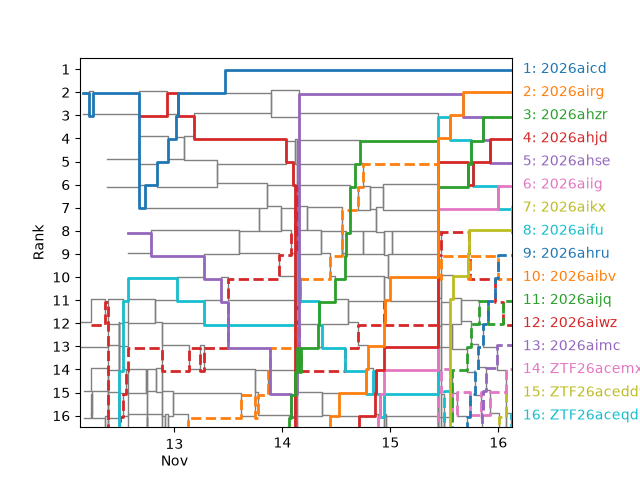 1
2
3
4
5
6
7
8
9
10
11
12
13
14
15
16
Rank
13
14
15
16
Nov
1: 2026aicd
2: 2026airg
3: 2026ahzr
4: 2026ahjd
5: 2026ahse
6: 2026aiig
7: 2026aikx
8: 2026aifu
9: 2026ahru
10: 2026aibv
11: 2026aijq
12: 2026aiwz
13: 2026aimc
14: ZTF26acemx
15: ZTF26acedd
16: ZTF26aceqd